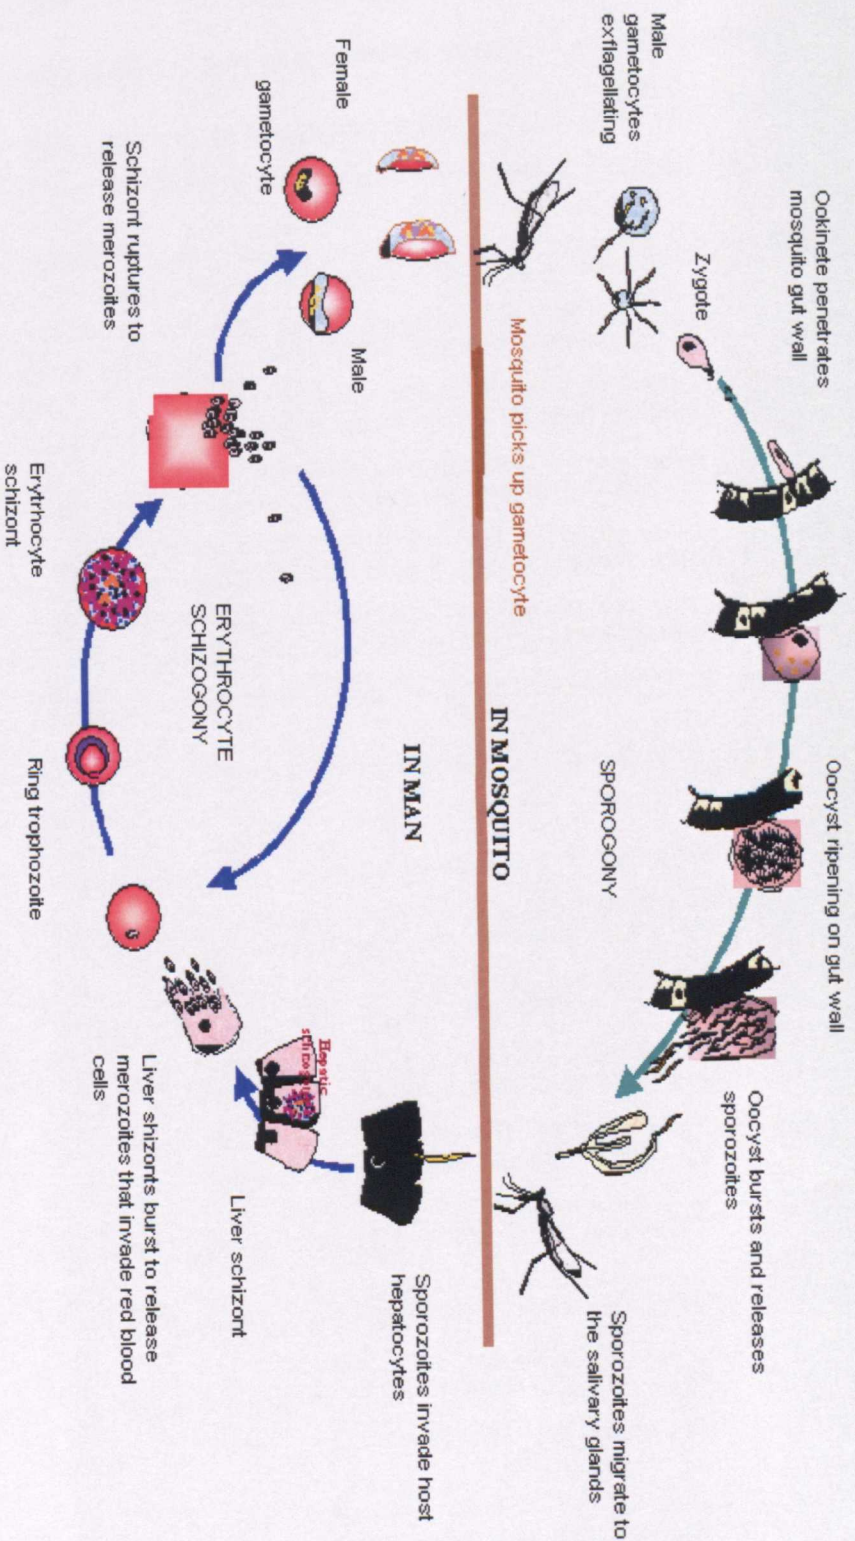 Ookinete penetrates
mosquito gut wall
Oocyst ripening on gut wall
Oocyst bursts and releases
sporozoites
Male
gametocytes
exflagellating
Zygote
SPOROGONY
Sporozoites migrate to
the salivary glands
Mosquito picks up gametocyte
IN MOSQUITO
IN MAN
Sporozoites invade host
hepatocytes
Female
gametocyte
Male
Hepatic
Liver schizont
ERYTHROCYTE
SCHIZOGONY
Schizont ruptures to
release merozoites
Liver shizonts burst to release
merozoites that invade red blood
cells
Erytrhocyte
schizont
Ring trophozoite